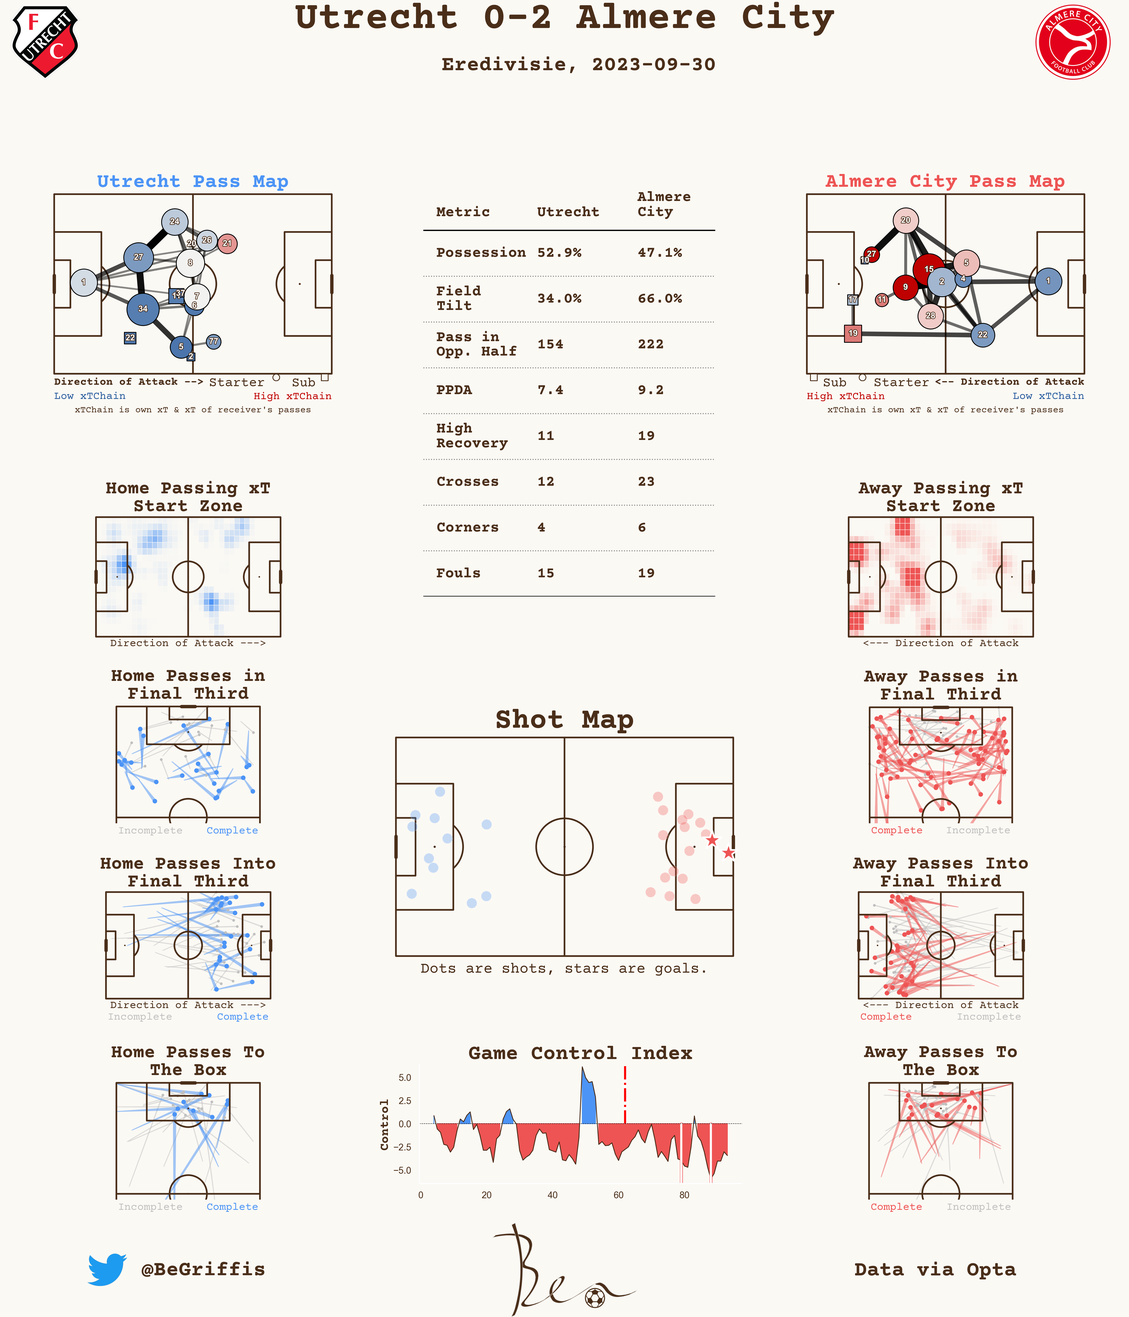 Utrecht 0-2 Almere City
Eredivisie, 2023-09-30
F
UTRECHT
C
ALMERE CITY
FOOTBALL CLUB
Utrecht Pass Map
24
20
26
21
27
8
1
7
6
34
22
5
77
2
Direction of Attack --> Starter Sub
Low xTChain High xTChain
xTChain is own xT & xT of receiver's passes
Metric Utrecht Almere City
Possession 52.9% 47.1%
Field Tilt 34.0% 66.0%
Pass in Opp. Half 154 222
PPDA 7.4 9.2
High Recovery 11 19
Crosses 12 23
Corners 4 6
Fouls 15 19
Almere City Pass Map
20
27
10
15
5
4
2
1
9
11
28
19
22
Sub Starter <-- Direction of Attack
High xTChain Low xTChain
xTChain is own xT & xT of receiver's passes
Home Passing xT
Start Zone
Direction of Attack --->
Away Passing xT
Start Zone
<--- Direction of Attack
Home Passes in
Final Third
Incomplete Complete
Away Passes in
Final Third
Complete Incomplete
Shot Map
Dots are shots, stars are goals.
Home Passes Into
Final Third
Direction of Attack --->
Incomplete Complete
Away Passes Into
Final Third
<--- Direction of Attack
Complete Incomplete
Home Passes To
The Box
Incomplete Complete
Game Control Index
Control
5.0
2.5
0.0
−2.5
−5.0
0 20 40 60 80
Away Passes To
The Box
Complete Incomplete
@BeGriffis
Ben
Data via Opta